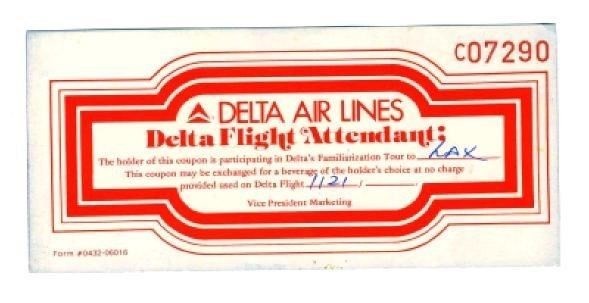 C07290
DELTA AIR LINES
Delta Flight Attendant:
The holder of this coupon is participating in Delta's Familiarization Tour to LAX
This coupon may be exchanged for a beverage of the holder's choice at no charge
provided used on Delta Flight 1121 / ______.
Vice President Marketing
Form #0432-06016